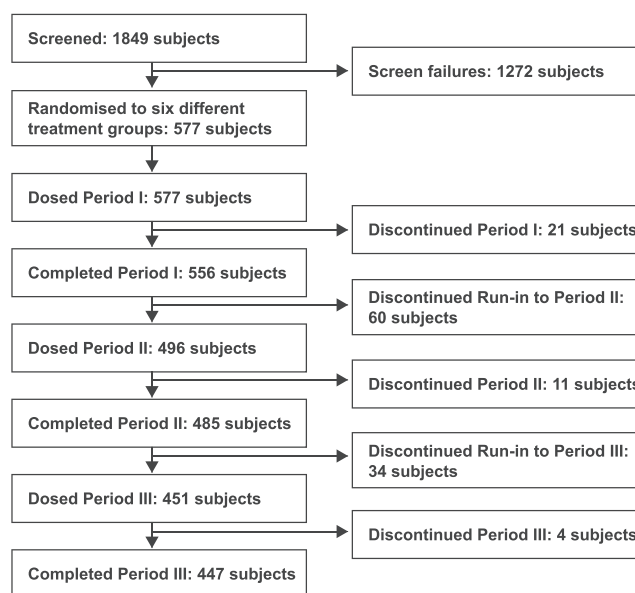 Screened: 1849 subjects
Screen failures: 1272 subjects
Randomised to six different
treatment groups: 577 subjects
Dosed Period I: 577 subjects
Discontinued Period I: 21 subjects
Completed Period I: 556 subjects
Discontinued Run-in to Period II:
60 subjects
Dosed Period II: 496 subjects
Discontinued Period II: 11 subjects
Completed Period II: 485 subjects
Discontinued Run-in to Period III:
34 subjects
Dosed Period III: 451 subjects
Discontinued Period III: 4 subjects
Completed Period III: 447 subjects